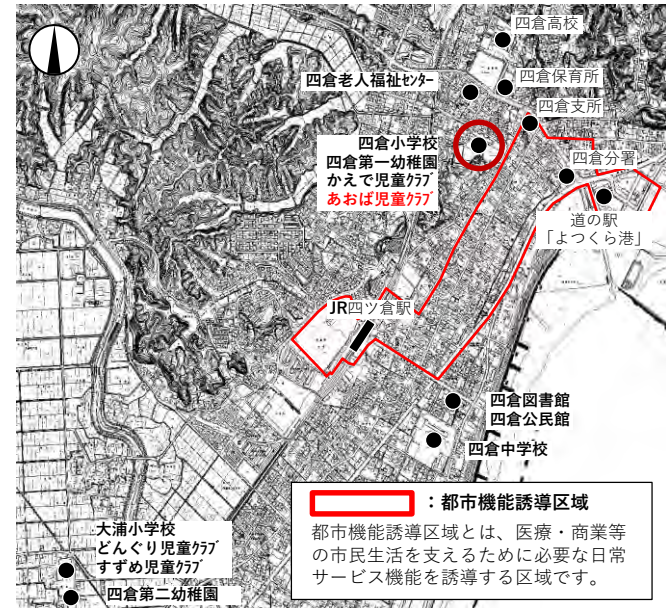 四倉高校
四倉老人福祉ｾﾝﾀｰ
四倉保育所
四倉支所
四倉小学校
四倉第一幼稚園
かえで児童ｸﾗﾌﾞ
あおば児童ｸﾗﾌﾞ
四倉分署
道の駅
「よつくら港」
JR四ツ倉駅
四倉図書館
四倉公民館
四倉中学校
大浦小学校
どんぐり児童ｸﾗﾌﾞ
すずめ児童ｸﾗﾌﾞ
四倉第二幼稚園
：都市機能誘導区域
都市機能誘導区域とは、医療・商業等
の市民生活を支えるために必要な日常
サービス機能を誘導する区域です。